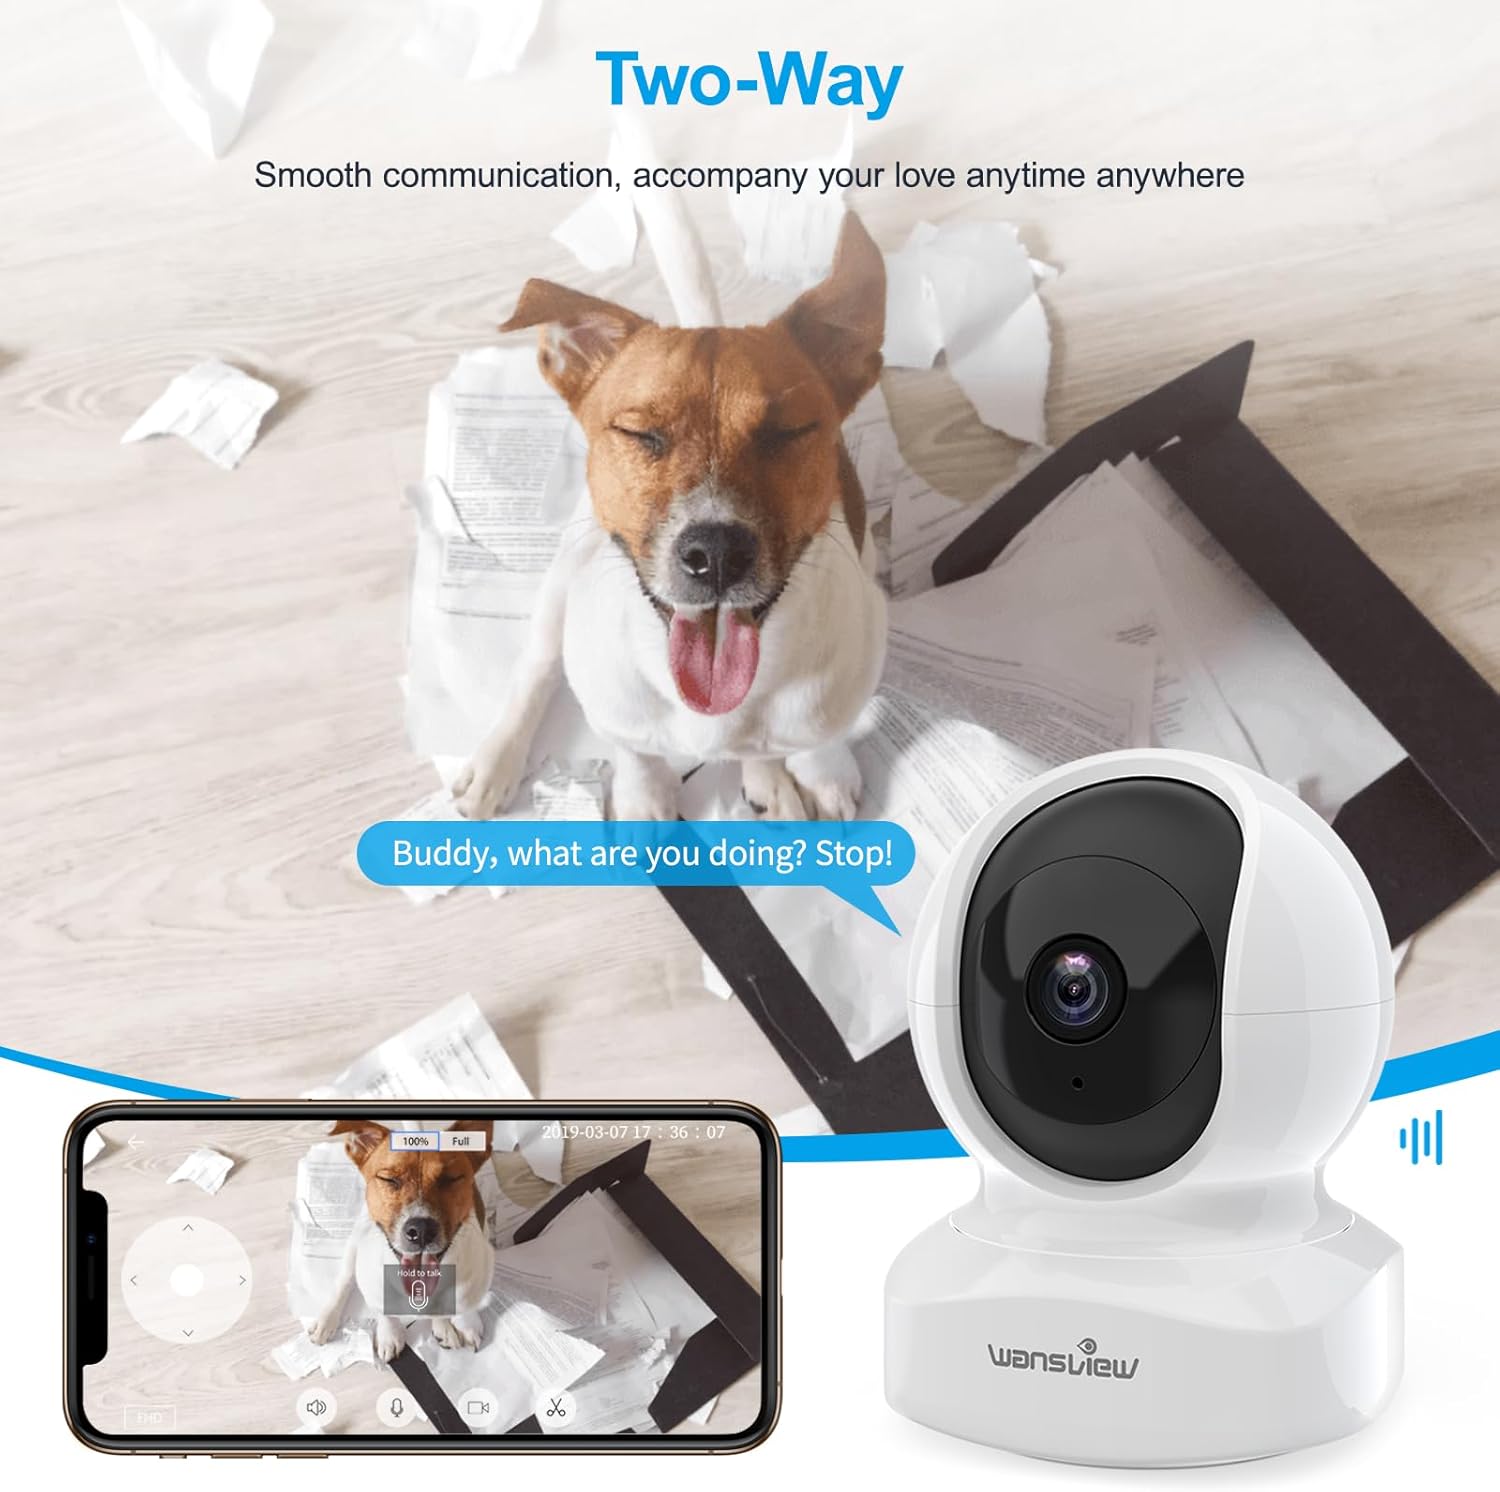 Two-Way
Smooth communication, accompany your love anytime anywhere
Buddy, what are you doing? Stop!
100% Full
2019-03-07 17 : 36 : 07
Hold to talk
FHD
wansview